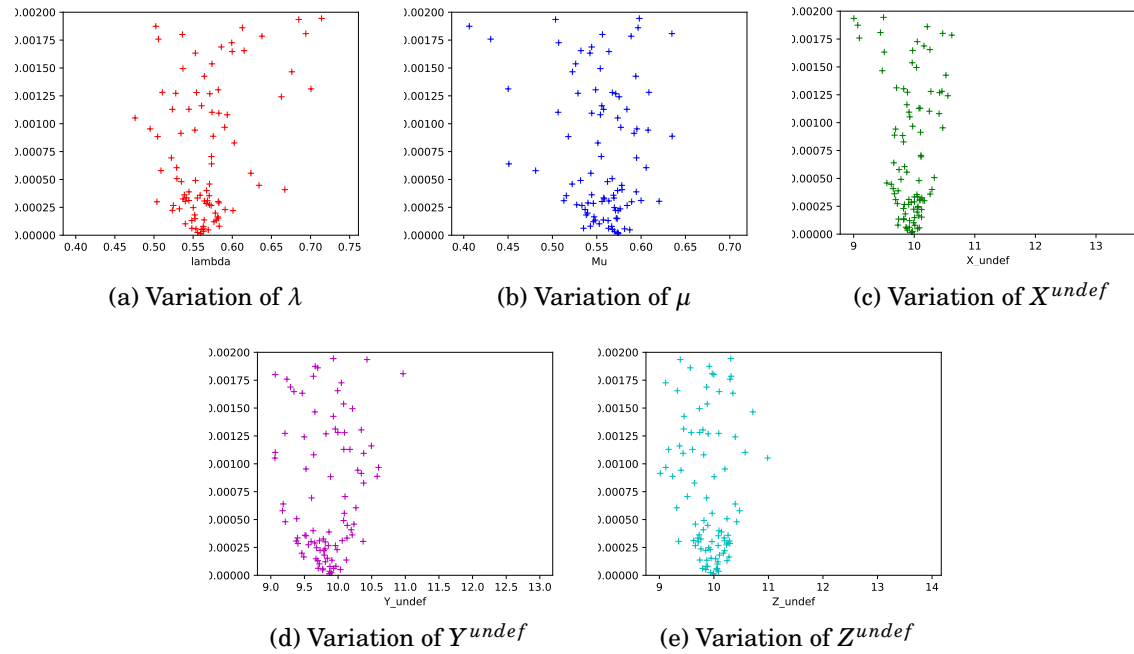 0.00200 0.00200 0.00200
0.00175 0.00175 0.00175
0.00150 0.00150 0.00150
0.00125 0.00125 0.00125
0.00100 0.00100 0.00100
0.00075 0.00075 0.00075
0.00050 0.00050 0.00050
0.00025 0.00025 0.00025
0.00000 0.00000 0.00000
0.40 0.45 0.50 0.55 0.60 0.65 0.70 0.75 0.40 0.45 0.50 0.55 0.60 0.65 0.70 9 10 11 12 13
lambda Mu X_undef
(a) Variation of λ (b) Variation of μ (c) Variation of X^undef
0.00200 0.00200
0.00175 0.00175
0.00150 0.00150
0.00125 0.00125
0.00100 0.00100
0.00075 0.00075
0.00050 0.00050
0.00025 0.00025
0.00000 0.00000
9.0 9.5 10.0 10.5 11.0 11.5 12.0 12.5 13.0 9 10 11 12 13 14
Y_undef Z_undef
(d) Variation of Y^undef (e) Variation of Z^undef